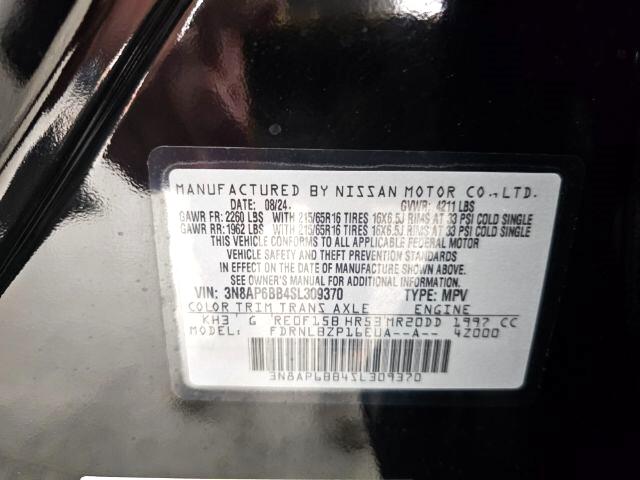 MANUFACTURED BY NISSAN MOTOR CO.,LTD.
DATE: 08/24 GVWR: 4211 LBS
GAWR FR: 2260 LBS WITH 215/65R16 TIRES 16X6.5J RIMS AT 33 PSI COLD SINGLE
GAWR RR: 1962 LBS WITH 215/65R16 TIRES 16X6.5J RIMS AT 33 PSI COLD SINGLE
THIS VEHICLE CONFORMS TO ALL APPLICABLE FEDERAL MOTOR
VEHICLE SAFETY AND THEFT PREVENTION STANDARDS
IN EFFECT ON THE DATE OF MANUFACTURE SHOWN ABOVE.
SEE OWNER'S MANUAL FOR ADDITIONAL INFORMATION.
VIN: 3N8AP6BB4SL309370 TYPE: MPV
COLOR TRIM TRANS AXLE ENGINE
KH3 G RE0F15B HR53 MR20DD 1997 CC
FDRNLBZP16EUA--A-- 4Z000
3N8AP6BB4SL309370